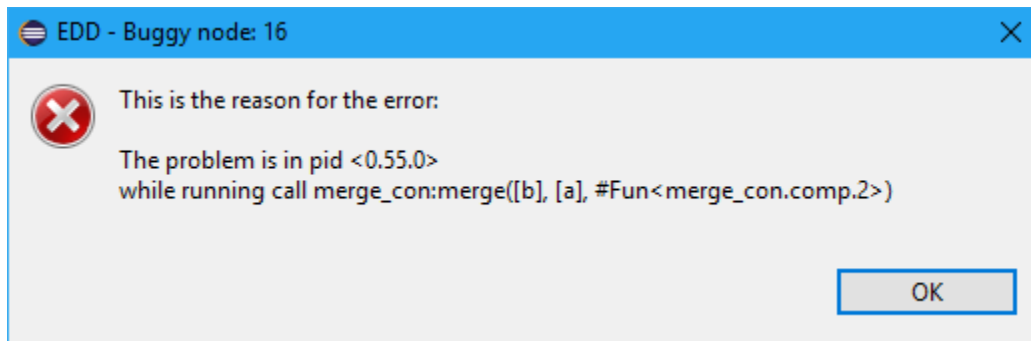 EDD - Buggy node: 16
This is the reason for the error:
The problem is in pid <0.55.0>
while running call merge_con:merge([b], [a], #Fun<merge_con.comp.2>)
OK